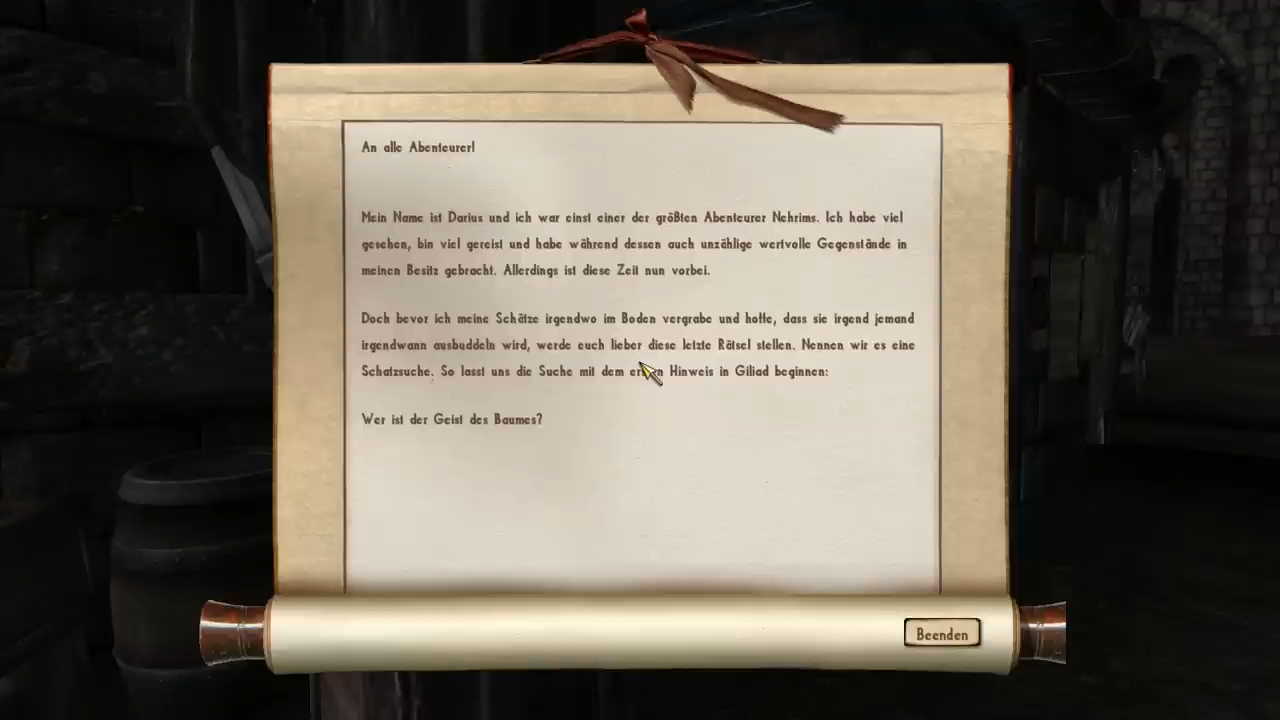 An alle Abenteurer!
Mein Name ist Darius und ich war einst einer der größten Abenteurer Nehrims. Ich habe viel
gesehen, bin viel gereist und habe während dessen auch unzählige wertvolle Gegenstände in
meinen Besitz gebracht. Allerdings ist diese Zeit nun vorbei.
Doch bevor ich meine Schätze irgendwo im Boden vergrabe und hoffe, dass sie irgend jemand
irgendwann ausbuddeln wird, werde euch lieber diese letzte Rätsel stellen. Nennen wir es eine
Schatzsuche. So lasst uns die Suche mit dem Hinweis in Giliad beginnen:
Wer ist der Geist des Baumes?
Beenden